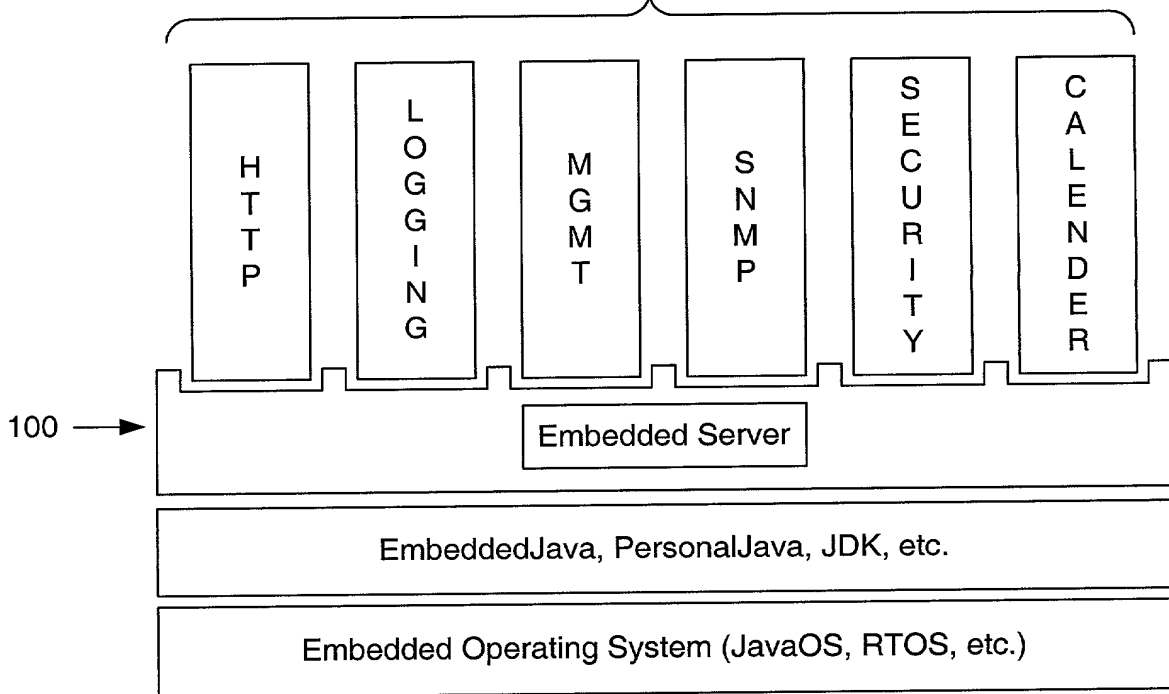 HTTP
LOGGING
MGMT
SNMP
SECURITY
CALENDER
100
Embedded Server
EmbeddedJava, PersonalJava, JDK, etc.
Embedded Operating System (JavaOS, RTOS, etc.)